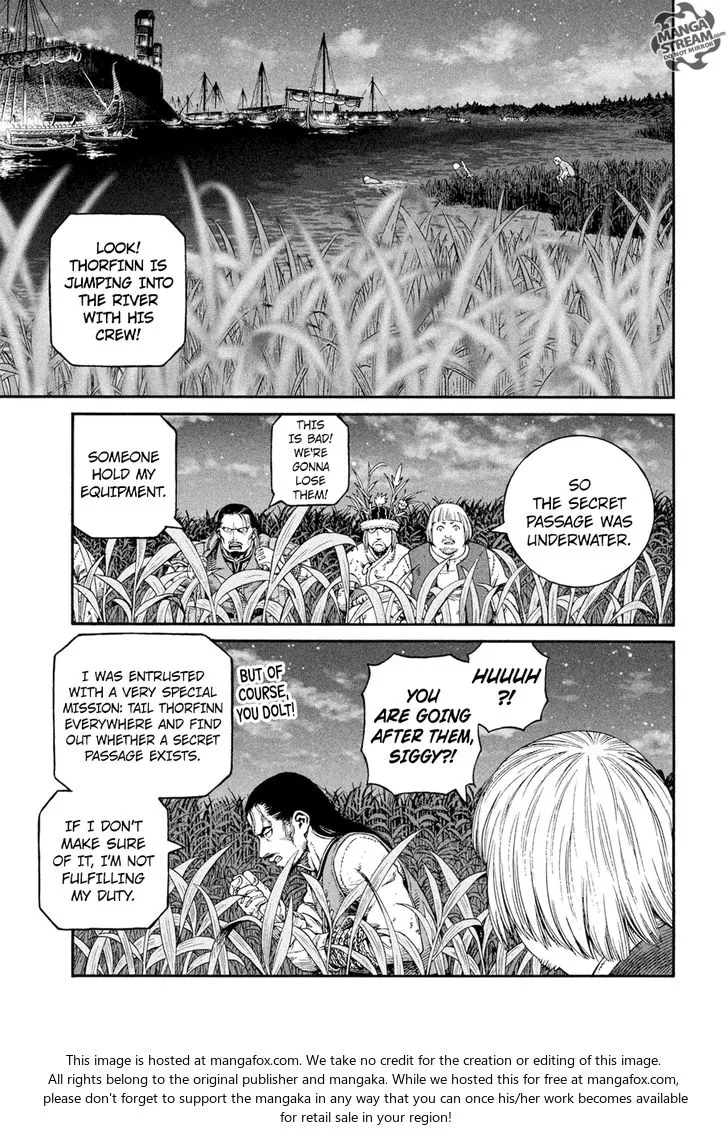 MANGA
STREAM.com
DO NOT MIRROR
LOOK!
THORFINN IS
JUMPING INTO
THE RIVER
WITH HIS
CREW!
SO
THE SECRET
PASSAGE WAS
UNDERWATER.
THIS
IS BAD!
WE'RE
GONNA
LOSE
THEM!
SOMEONE
HOLD MY
EQUIPMENT.
HUUUH
?!
YOU
ARE GOING
AFTER THEM,
SIGGY?!
BUT OF
COURSE,
YOU DOLT!
I WAS ENTRUSTED
WITH A VERY SPECIAL
MISSION: TAIL THORFINN
EVERYWHERE AND FIND
OUT WHETHER A SECRET
PASSAGE EXISTS.
IF I DON'T
MAKE SURE
OF IT, I'M NOT
FULFILLING
MY DUTY.
This image is hosted at mangafox.com. We take no credit for the creation or editing of this image.
All rights belong to the original publisher and mangaka. While we hosted this for free at mangafox.com,
please don't forget to support the mangaka in any way that you can once his/her work becomes available
for retail sale in your region!